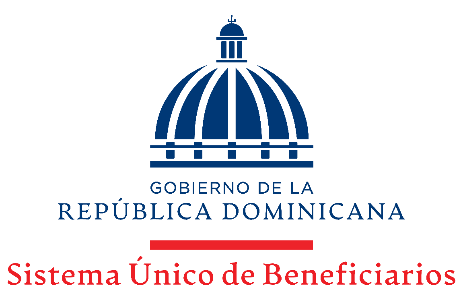 GOBIERNO DE LA
REPÚBLICA DOMINICANA
Sistema Único de Beneficiarios